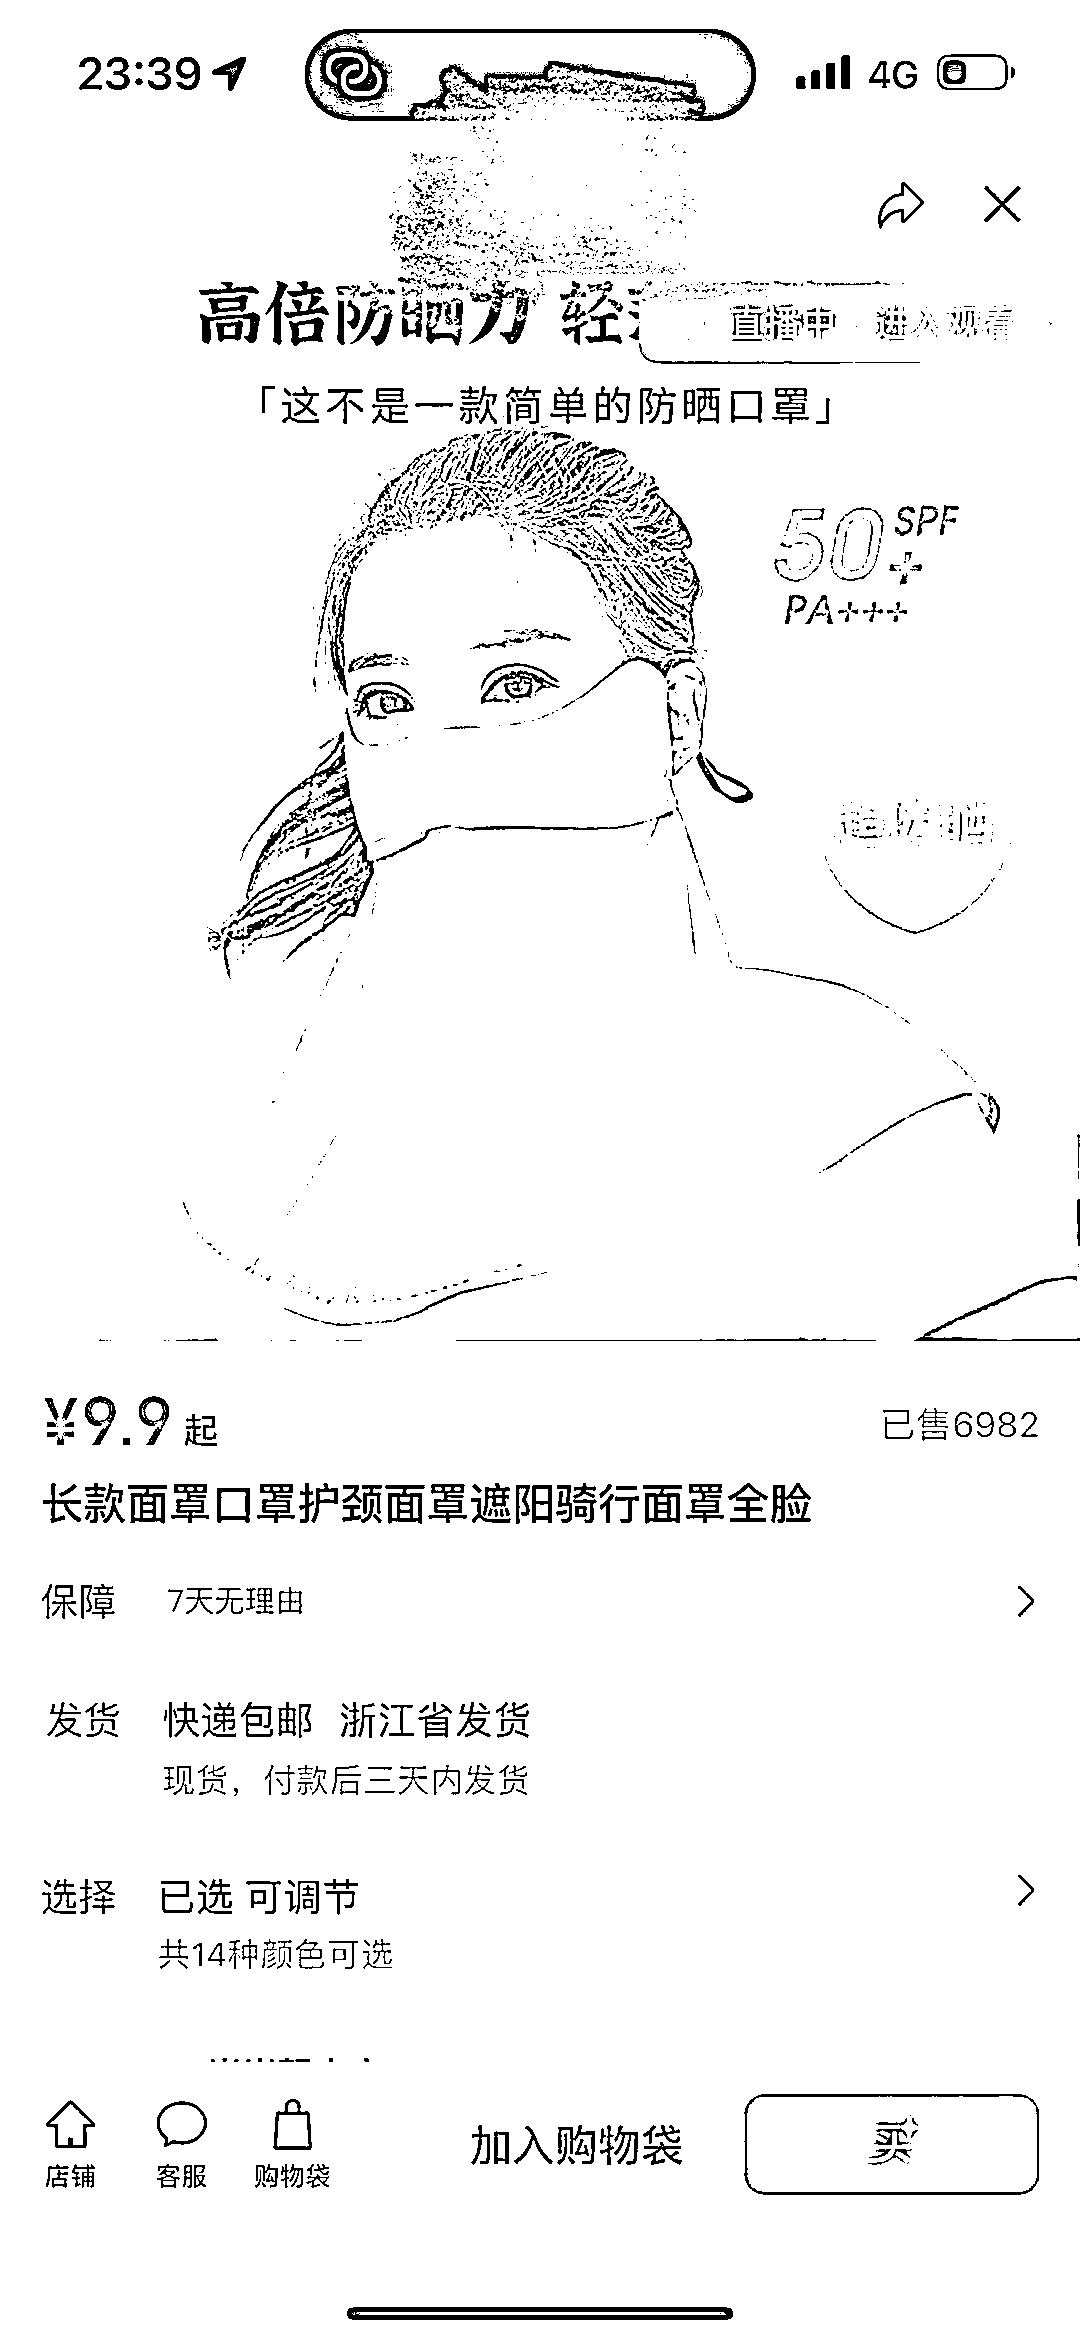 23:39
4G
高倍防晒力 轻
直播中 进入观看
「这不是一款简单的防晒口罩」
50 SPF
+
PA+++
超防晒
¥9.9 起
已售6982
长款面罩口罩护颈面罩遮阳骑行面罩全脸
保障 7天无理由
发货 快递包邮 浙江省发货
现货，付款后三天内发货
选择 已选 可调节
共14种颜色可选
店铺
客服
购物袋
加入购物袋